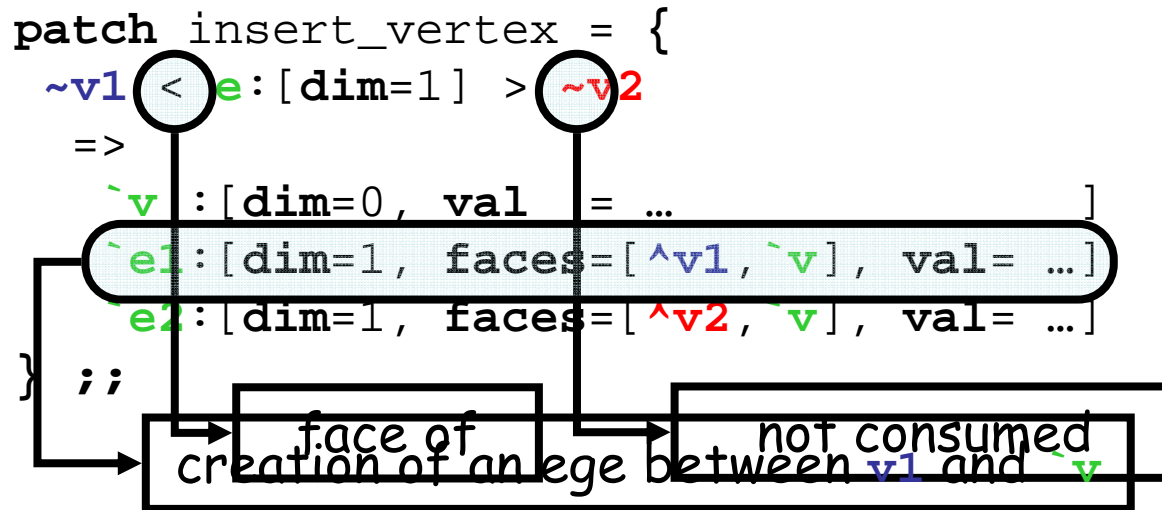 patch insert_vertex = {
~v1 < e:[dim=1] > ~v2
=>
`v :[dim=0, val = … ]
`e1:[dim=1, faces=[^v1,`v], val= …]
`e2:[dim=1, faces=[^v2,`v], val= …]
} ;;
face of
not consumed
creation of an ege between v1 and `v